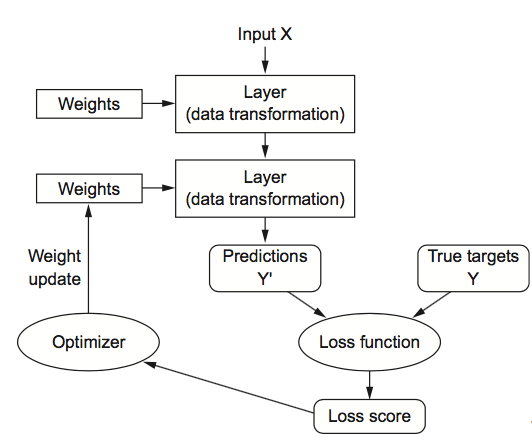 Input X
Weights
Layer
(data transformation)
Weights
Layer
(data transformation)
Weight
update
Predictions
Y'
True targets
Y
Optimizer
Loss function
Loss score